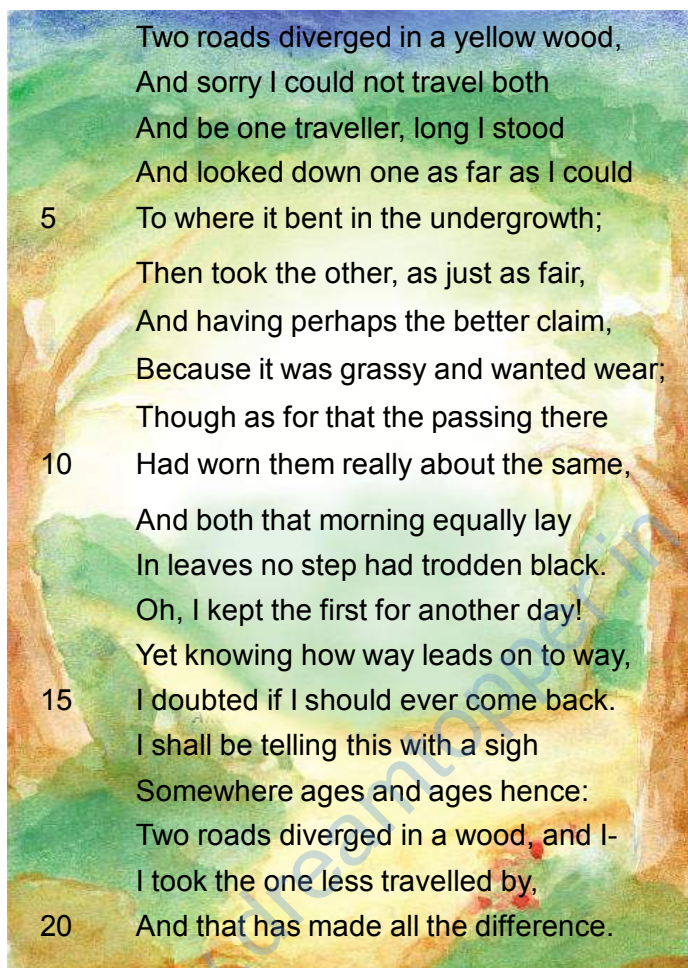 Two roads diverged in a yellow wood,
And sorry I could not travel both
And be one traveller, long I stood
And looked down one as far as I could
5 To where it bent in the undergrowth;
Then took the other, as just as fair,
And having perhaps the better claim,
Because it was grassy and wanted wear;
Though as for that the passing there
10 Had worn them really about the same,
And both that morning equally lay
In leaves no step had trodden black.
Oh, I kept the first for another day!
Yet knowing how way leads on to way,
15 I doubted if I should ever come back.
I shall be telling this with a sigh
Somewhere ages and ages hence:
Two roads diverged in a wood, and I-
I took the one less travelled by,
20 And that has made all the difference.
dreamtopper.in